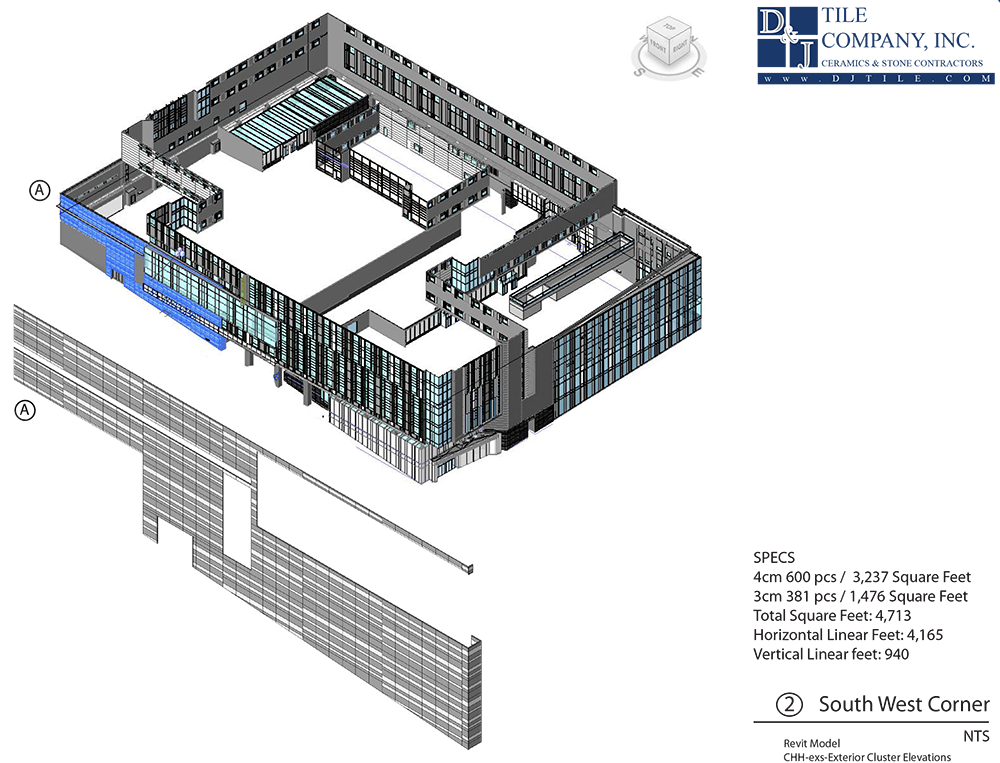 D&J
TILE
COMPANY, INC.
CERAMICS & STONE CONTRACTORS
www.DJTILE.COM
TOP
FRONT
RIGHT
S
E
A
A
SPECS
4cm 600 pcs / 3,237 Square Feet
3cm 381 pcs / 1,476 Square Feet
Total Square Feet: 4,713
Horizontal Linear Feet: 4,165
Vertical Linear feet: 940
2 South West Corner
NTS
Revit Model
CHH-exs-Exterior Cluster Elevations